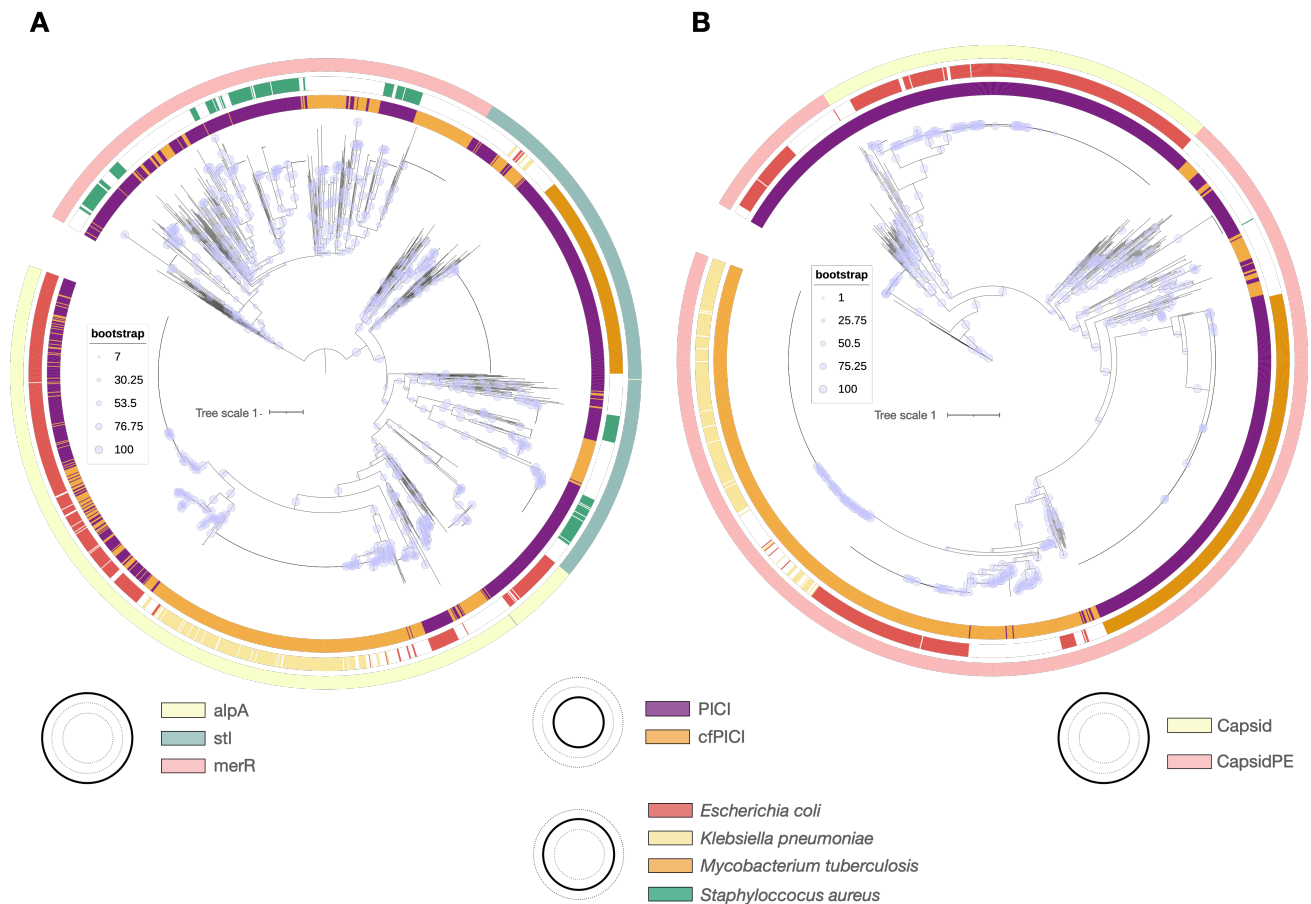 A
B
bootstrap
7
30.25
53.5
76.75
100
Tree scale 1
bootstrap
1
25.75
50.5
75.25
100
Tree scale 1
alpA
stl
merR
PICI
cfPICI
Capsid
CapsidPE
Escherichia coli
Klebsiella pneumoniae
Mycobacterium tuberculosis
Staphyloccocus aureus